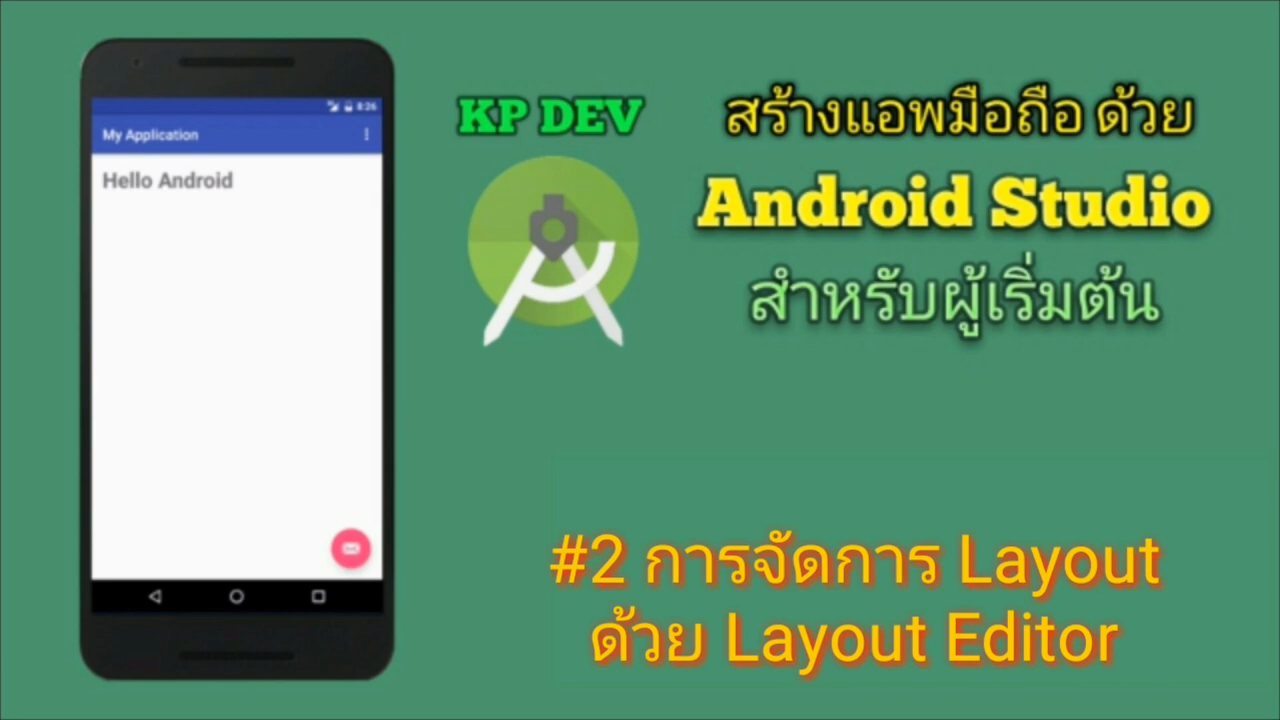 8:26
My Application
Hello Android
KP DEV
สร้างแอพมือถือ ด้วย
Android Studio
สำหรับผู้เริ่มต้น
#2 การจัดการ Layout
ด้วย Layout Editor